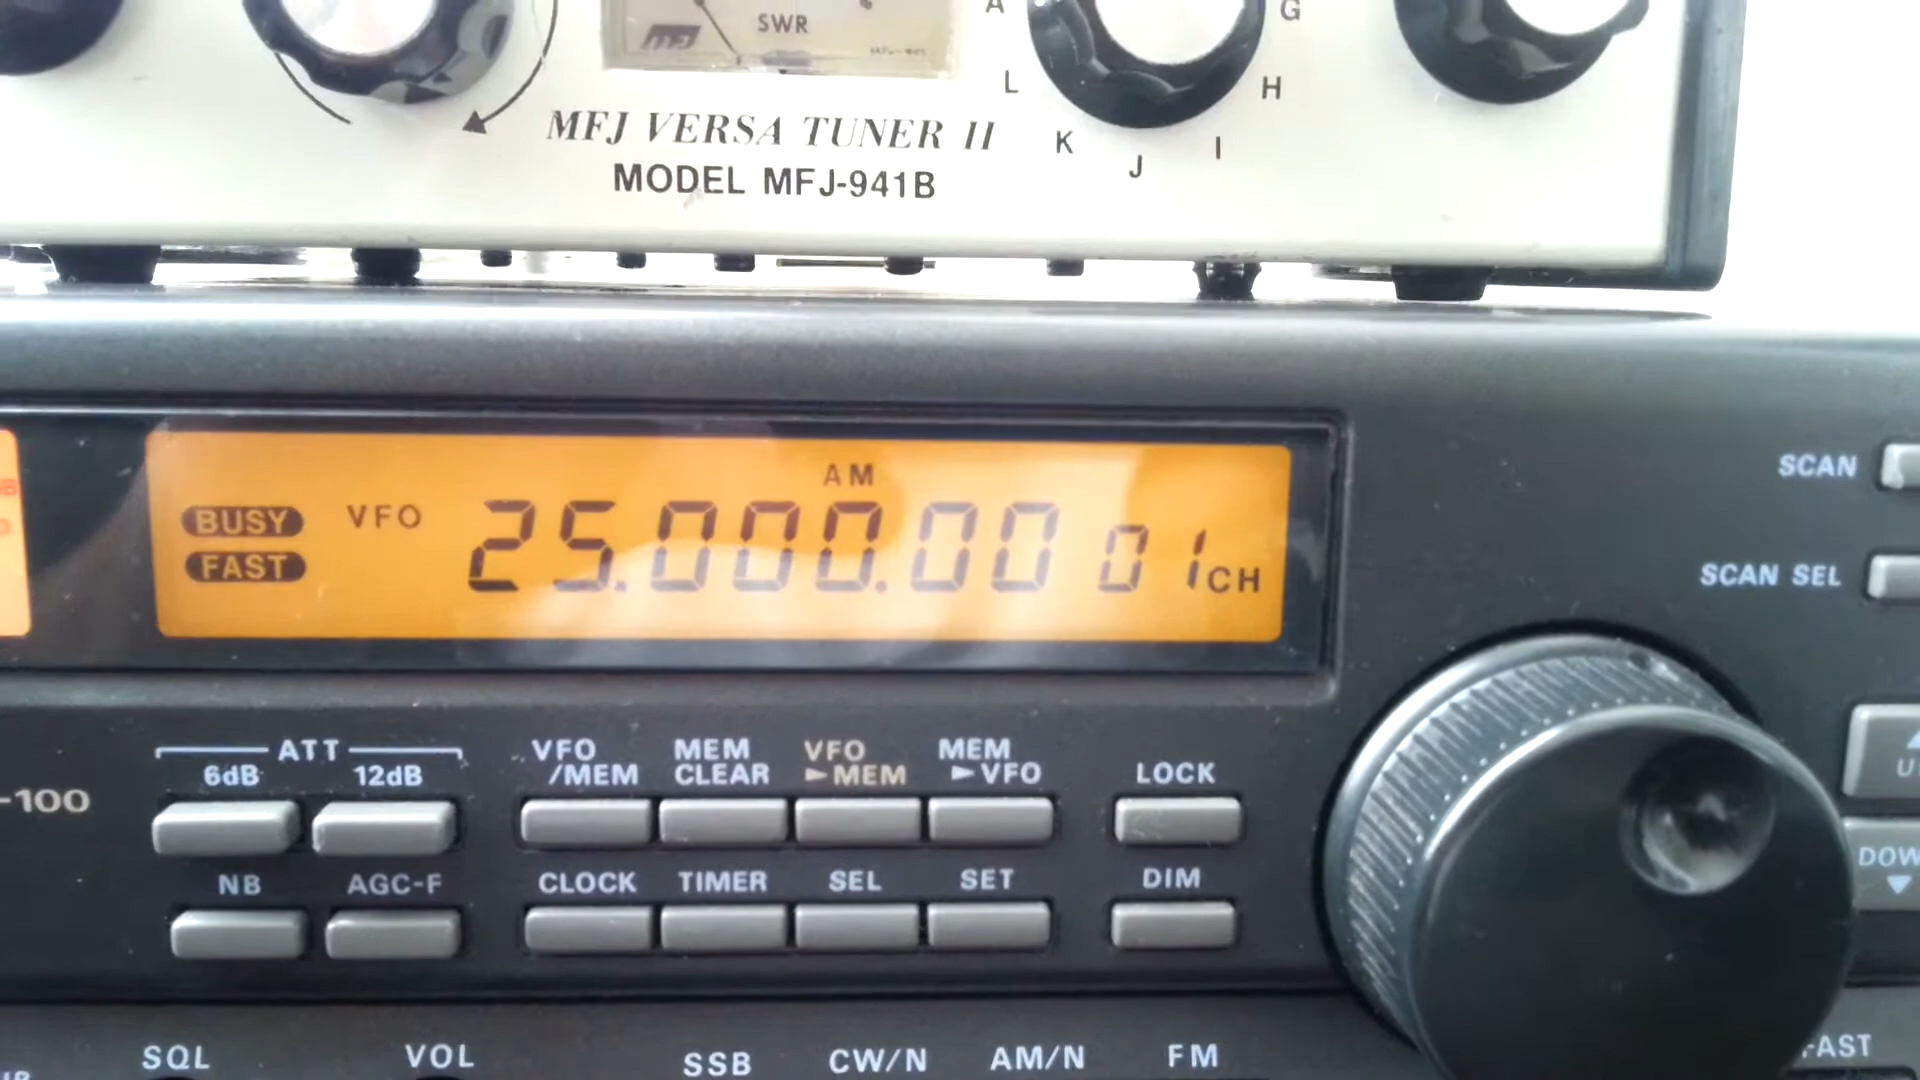 SWR
MFJ
A G
L H
K I
J
MFJ VERSA TUNER II
MODEL MFJ-941B
AM
BUSY VFO 25.000.00 01 CH
FAST
SCAN
SCAN SEL
ATT
6dB 12dB
VFO /MEM
MEM CLEAR
VFO ►MEM
MEM ►VFO
LOCK
-100
NB AGC-F CLOCK TIMER SEL SET DIM
DOW
▼
SQL VOL SSB CW/N AM/N FM FAST